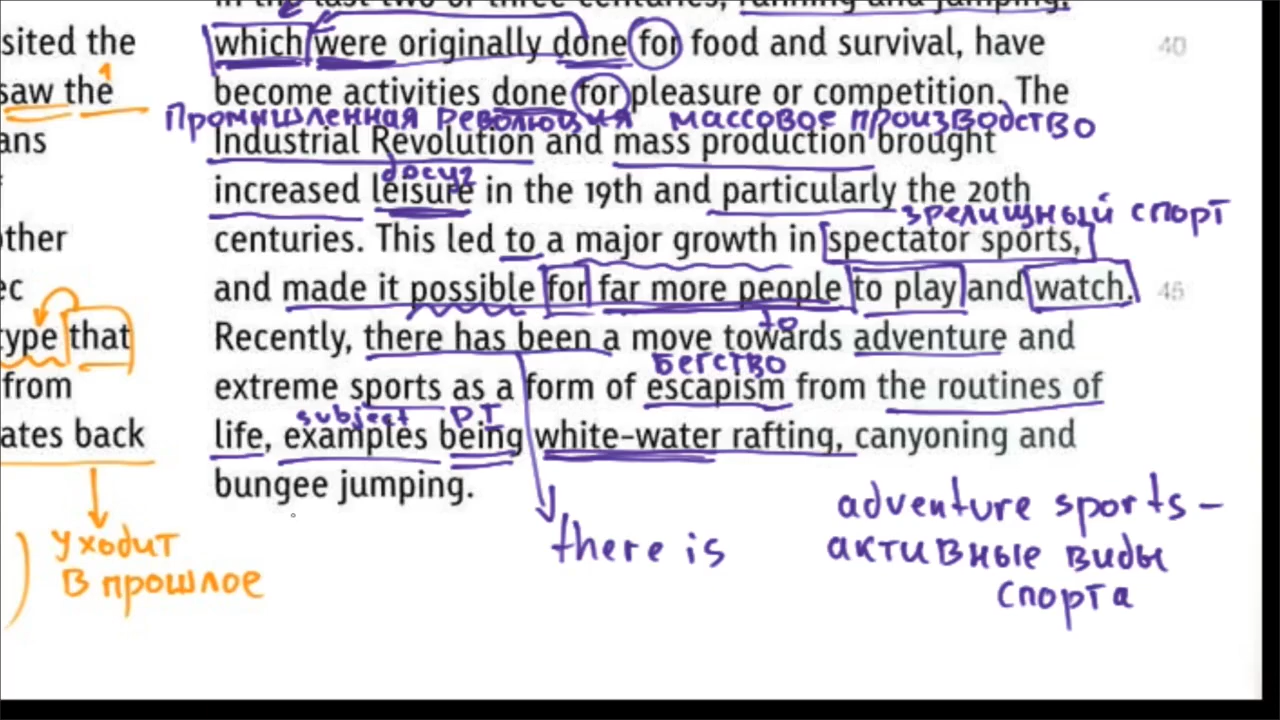 sited the
saw the
ans
other
ec
type that
from
ates back
уходит
в прошлое
which were originally done for food and survival, have
40
become activities done for pleasure or competition. The
Промышленная Революция массовое производство
Industrial Revolution and mass production brought
досуг
increased leisure in the 19th and particularly the 20th
зрелищный спорт
centuries. This led to a major growth in spectator sports,
and made it possible for far more people to play and watch.
45
to
Recently, there has been a move towards adventure and
бегство
extreme sports as a form of escapism from the routines of
subject PI
life, examples being white-water rafting, canyoning and
bungee jumping.
there is
adventure sports –
активные виды
спорта